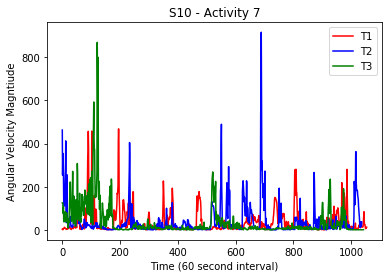 S10 - Activity 7
T1
T2
T3
Angular Velocity Magntiude
800
600
400
200
0
0 200 400 600 800 1000
Time (60 second interval)